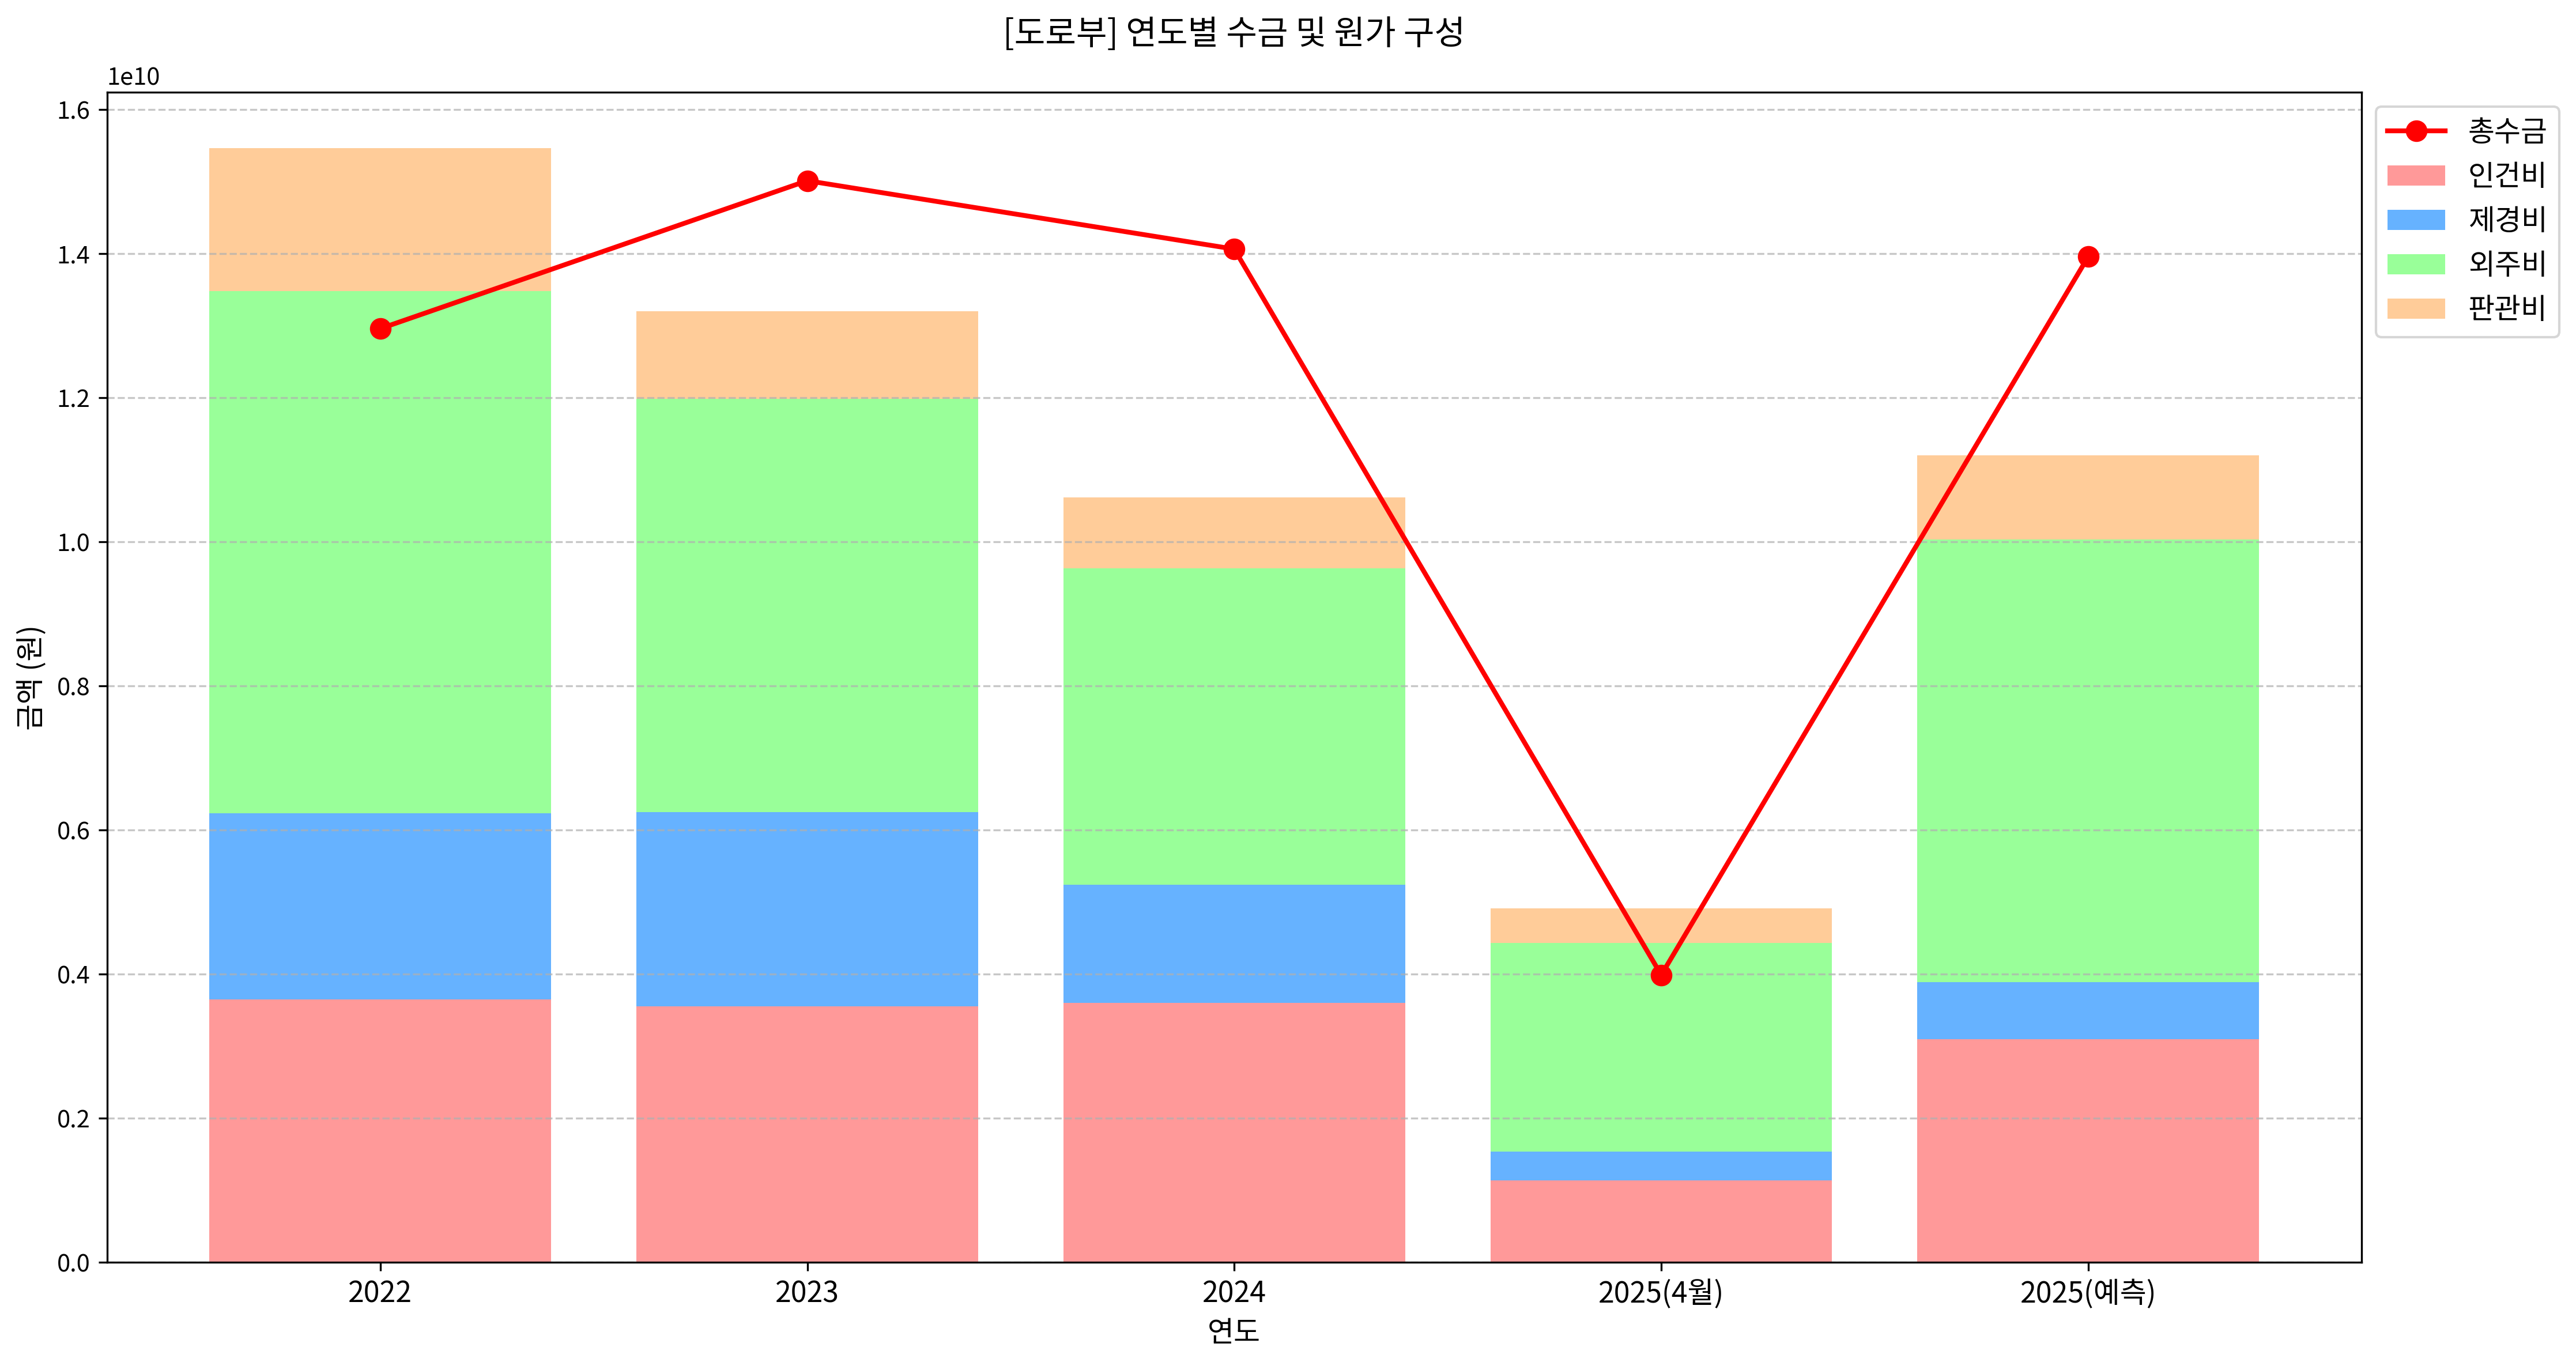 [도로부] 연도별 수금 및 원가 구성
1e10
1.6
1.4
1.2
1.0
0.8
0.6
0.4
0.2
0.0
금액 (원)
2022
2023
2024
2025(4월)
2025(예측)
연도
총수금
인건비
제경비
외주비
판관비